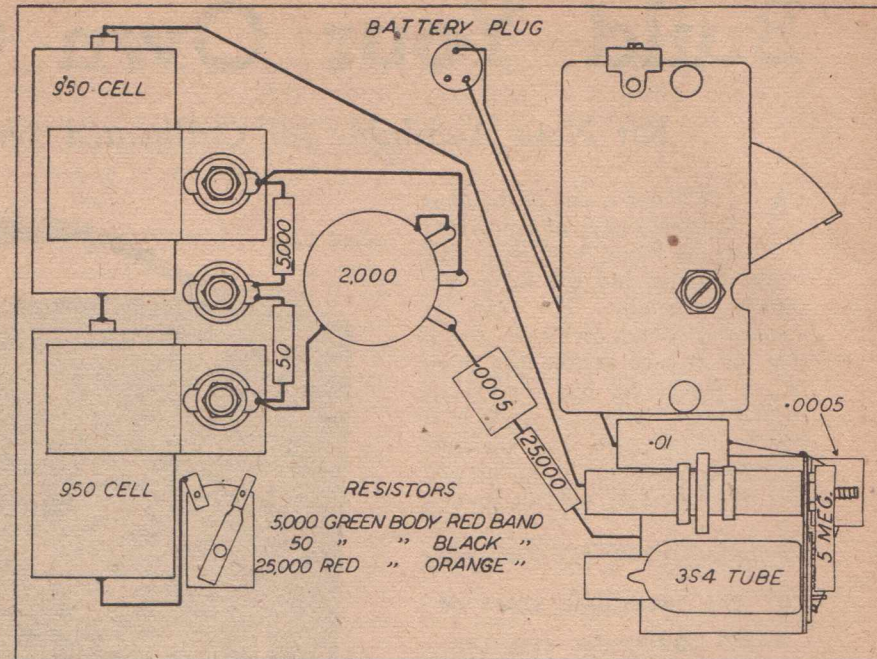 BATTERY PLUG
950 CELL
5,000
2,000
50
.0005
25,000
·01
·0005
5 MEG.
3S4 TUBE
950 CELL
RESISTORS
5,000 GREEN BODY RED BAND
50 " " BLACK "
25,000 RED " ORANGE "